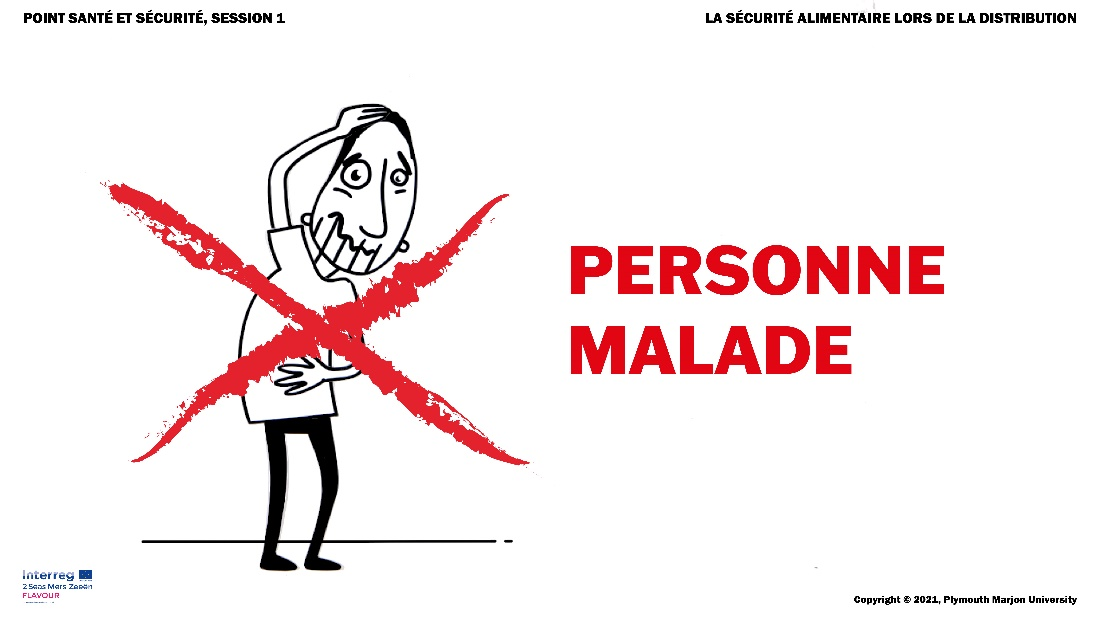 POINT SANTÉ ET SÉCURITÉ, SESSION 1
LA SÉCURITÉ ALIMENTAIRE LORS DE LA DISTRIBUTION
PERSONNE
MALADE
Interreg
2 Seas Mers Zeeën
FLAVOUR
Copyright © 2021, Plymouth Marjon University